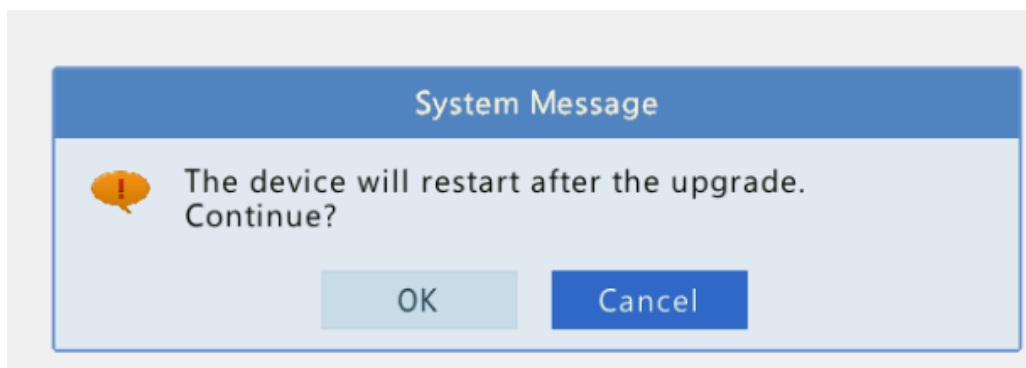 System Message
The device will restart after the upgrade.
Continue?
OK
Cancel